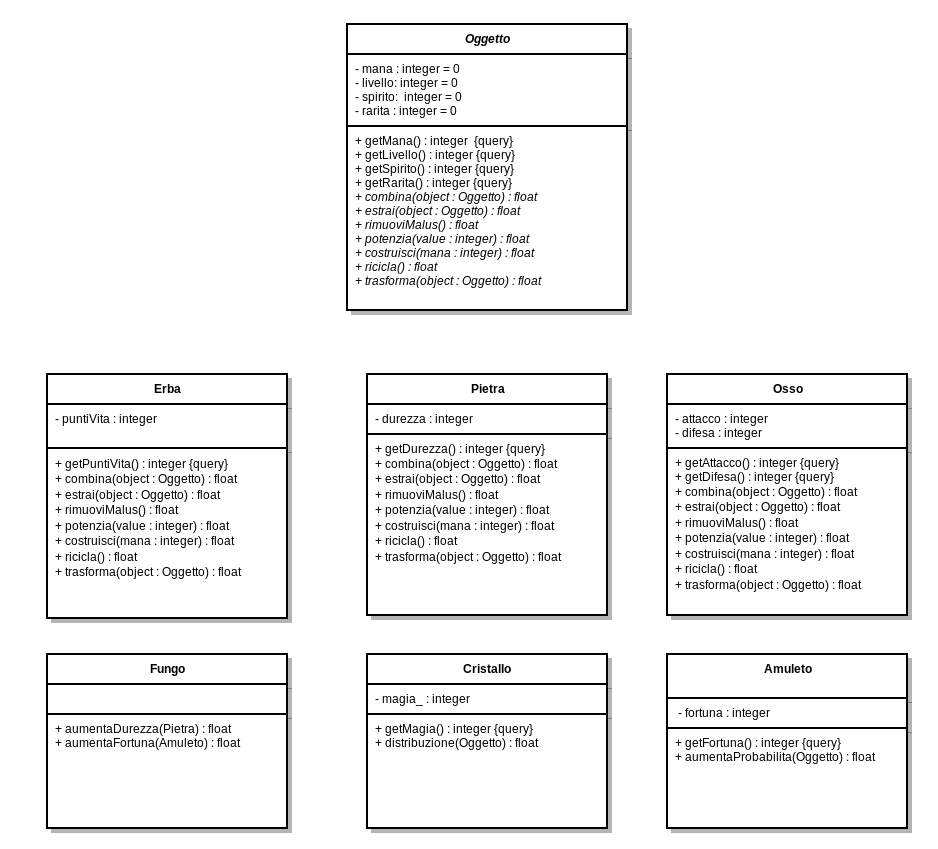 Oggetto
- mana : integer = 0
- livello: integer = 0
- spirito:  integer = 0
- rarita : integer = 0
+ getMana() : integer  {query}
+ getLivello() : integer {query}
+ getSpirito() : integer {query}
+ getRarita() : integer {query}
+ combina(object : Oggetto) : float
+ estrai(object : Oggetto) : float
+ rimuoviMalus() : float
+ potenzia(value : integer) : float
+ costruisci(mana : integer) : float
+ ricicla() : float
+ trasforma(object : Oggetto) : float
Erba
- puntiVita : integer
+ getPuntiVita() : integer {query}
+ combina(object : Oggetto) : float
+ estrai(object : Oggetto) : float
+ rimuoviMalus() : float
+ potenzia(value : integer) : float
+ costruisci(mana : integer) : float
+ ricicla() : float
+ trasforma(object : Oggetto) : float
Pietra
- durezza : integer
+ getDurezza() : integer {query}
+ combina(object : Oggetto) : float
+ estrai(object : Oggetto) : float
+ rimuoviMalus() : float
+ potenzia(value : integer) : float
+ costruisci(mana : integer) : float
+ ricicla() : float
+ trasforma(object : Oggetto) : float
Osso
- attacco : integer
- difesa : integer
+ getAttacco() : integer {query}
+ getDifesa() : integer {query}
+ combina(object : Oggetto) : float
+ estrai(object : Oggetto) : float
+ rimuoviMalus() : float
+ potenzia(value : integer) : float
+ costruisci(mana : integer) : float
+ ricicla() : float
+ trasforma(object : Oggetto) : float
Fungo
+ aumentaDurezza(Pietra) : float
+ aumentaFortuna(Amuleto) : float
Cristallo
- magia_ : integer
+ getMagia() : integer {query}
+ distribuzione(Oggetto) : float
Amuleto
- fortuna : integer
+ getFortuna() : integer {query}
+ aumentaProbabilita(Oggetto) : float